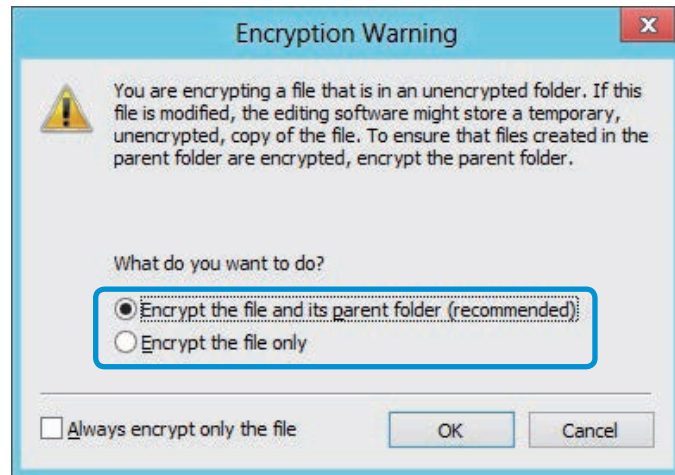 Encryption Warning
You are encrypting a file that is in an unencrypted folder. If this
file is modified, the editing software might store a temporary,
unencrypted, copy of the file. To ensure that files created in the
parent folder are encrypted, encrypt the parent folder.
What do you want to do?
Encrypt the file and its parent folder (recommended)
Encrypt the file only
Always encrypt only the file
OK
Cancel